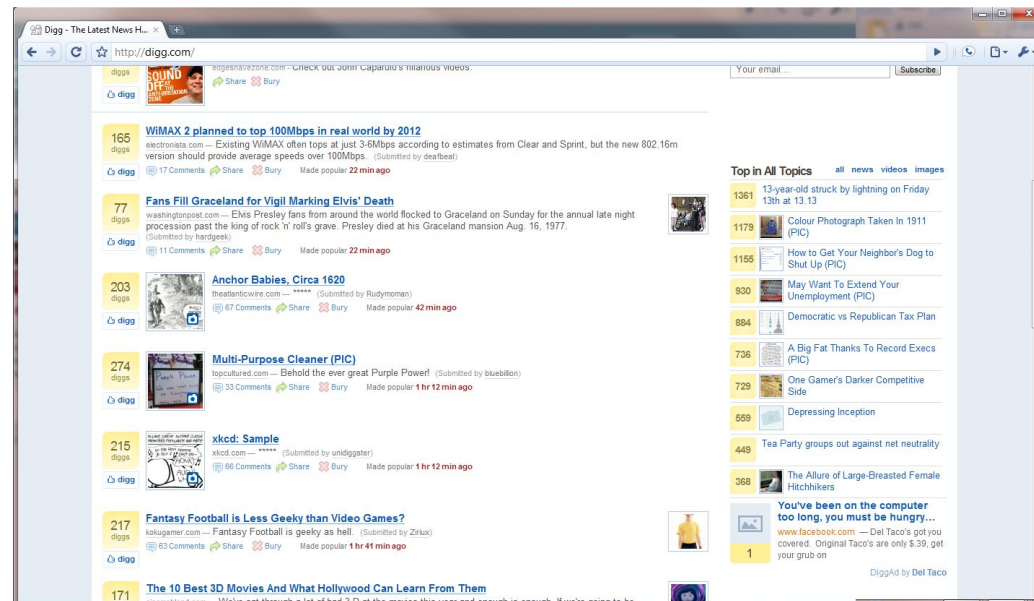 Digg - The Latest News H...
http://digg.com/
diggs
digg
SOUND
OFF
edgeshavezone.com - Check out John Caparulo's hilarious videos.
Share Bury
Your email...
Subscribe
165
diggs
digg
WiMAX 2 planned to top 100Mbps in real world by 2012
electronista.com — Existing WiMAX often tops at just 3-6Mbps according to estimates from Clear and Sprint, but the new 802.16m
version should provide average speeds over 100Mbps. (Submitted by deafbeat)
17 Comments Share Bury Made popular 22 min ago
77
diggs
digg
Fans Fill Graceland for Vigil Marking Elvis' Death
washingtonpost.com — Elvis Presley fans from around the world flocked to Graceland on Sunday for the annual late night
procession past the king of rock 'n' roll's grave. Presley died at his Graceland mansion Aug. 16, 1977.
(Submitted by hardgeek)
11 Comments Share Bury Made popular 22 min ago
203
diggs
digg
Anchor Babies, Circa 1620
theatlanticwire.com — ***** (Submitted by Rudymoman)
67 Comments Share Bury Made popular 42 min ago
274
diggs
digg
Purple Power
Multi-Purpose Cleaner (PIC)
topcultured.com — Behold the ever great Purple Power! (Submitted by bluebillion)
33 Comments Share Bury Made popular 1 hr 12 min ago
215
diggs
digg
xkcd: Sample
xkcd.com — ***** (Submitted by unidiggster)
66 Comments Share Bury Made popular 1 hr 12 min ago
217
diggs
digg
Fantasy Football is Less Geeky than Video Games?
kokugamer.com — Fantasy Football is geeky as hell. (Submitted by Ziriux)
63 Comments Share Bury Made popular 1 hr 41 min ago
171
The 10 Best 3D Movies And What Hollywood Can Learn From Them
Top in All Topics all news videos images
1361
13-year-old struck by lightning on Friday
13th at 13.13
1179
Colour Photograph Taken In 1911
(PIC)
1155
How to Get Your Neighbor's Dog to
Shut Up (PIC)
930
May Want To Extend Your
Unemployment (PIC)
884
Democratic vs Republican Tax Plan
736
A Big Fat Thanks To Record Execs
(PIC)
729
One Gamer's Darker Competitive
Side
559
Depressing Inception
449
Tea Party groups out against net neutrality
368
The Allure of Large-Breasted Female
Hitchhikers
1
You've been on the computer
too long, you must be hungry...
www.facebook.com — Del Taco's got you
covered. Original Taco's are only $.39, get
your grub on
DiggAd by Del Taco